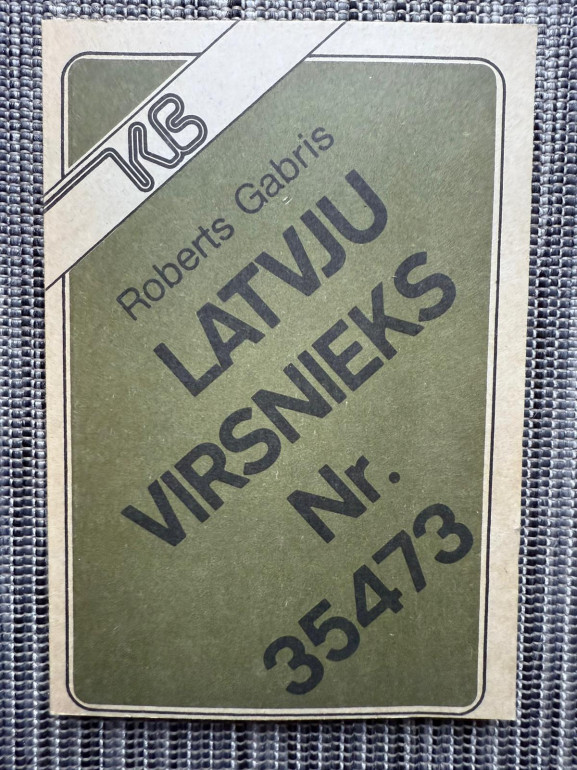 KB
Roberts Gabris
LATVJU
VIRSNIEKS
Nr.
35473